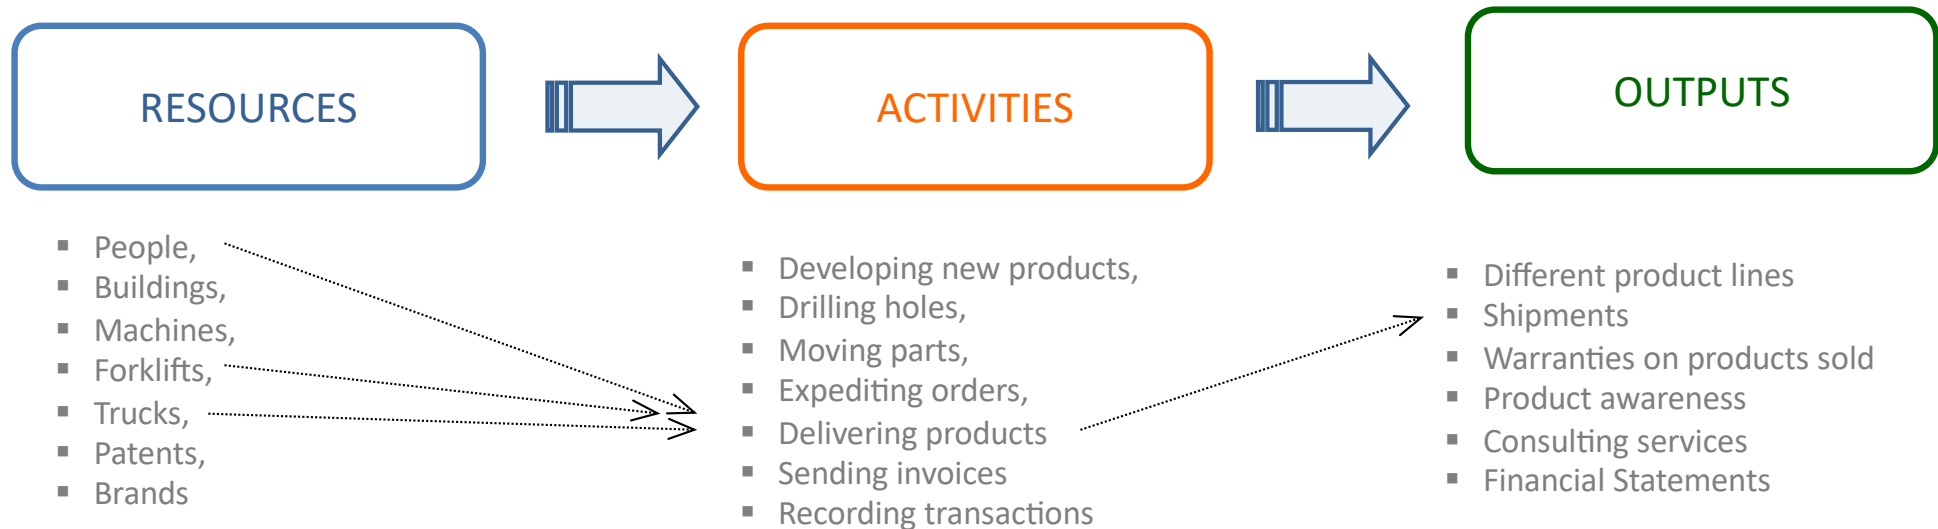 RESOURCES
ACTIVITIES
OUTPUTS
▪ People,
▪ Buildings,
▪ Machines,
▪ Forklifts,
▪ Trucks,
▪ Patents,
▪ Brands
▪ Developing new products,
▪ Drilling holes,
▪ Moving parts,
▪ Expediting orders,
▪ Delivering products
▪ Sending invoices
▪ Recording transactions
▪ Different product lines
▪ Shipments
▪ Warranties on products sold
▪ Product awareness
▪ Consulting services
▪ Financial Statements